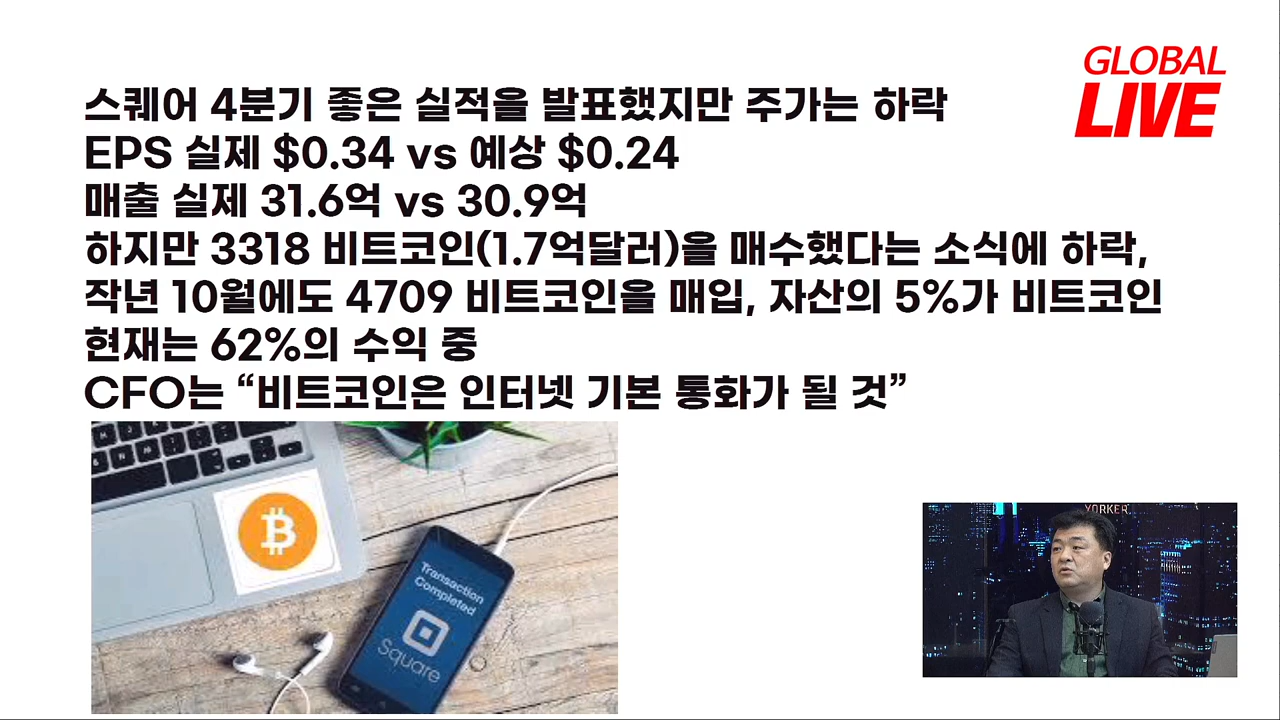 GLOBAL
LIVE
스퀘어 4분기 좋은 실적을 발표했지만 주가는 하락
EPS 실제 $0.34 vs 예상 $0.24
매출 실제 31.6억 vs 30.9억
하지만 3318 비트코인(1.7억달러)을 매수했다는 소식에 하락,
작년 10월에도 4709 비트코인을 매입, 자산의 5%가 비트코인
현재는 62%의 수익 중
CFO는 “비트코인은 인터넷 기본 통화가 될 것”
Transaction
Completed
Square
YORKER